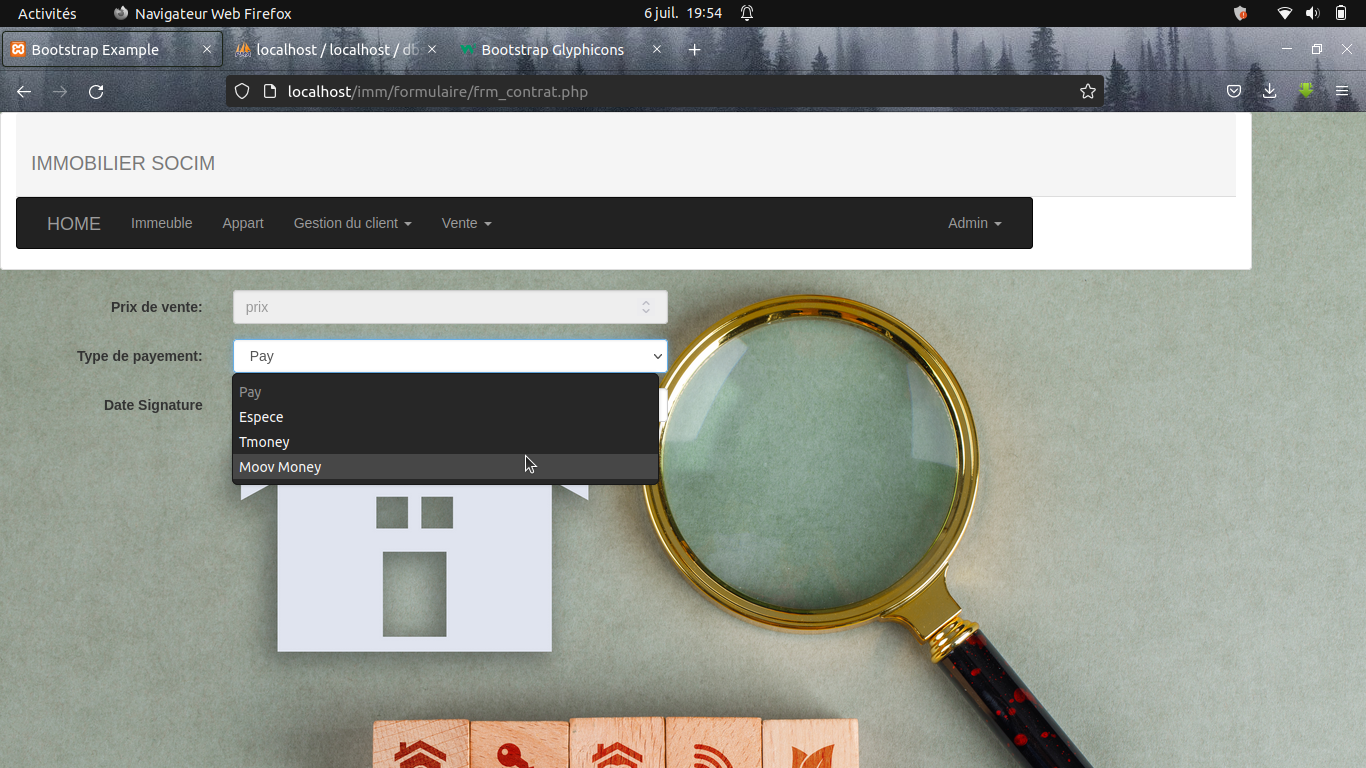 Activités Navigateur Web Firefox 6 juil. 19:54
Bootstrap Example localhost / localhost / db Bootstrap Glyphicons
localhost/imm/formulaire/frm_contrat.php
IMMOBILIER SOCIM
HOME Immeuble Appart Gestion du client Vente Admin
Prix de vente: prix
Type de payement: Pay
Pay
Date Signature
Espece
Tmoney
Moov Money